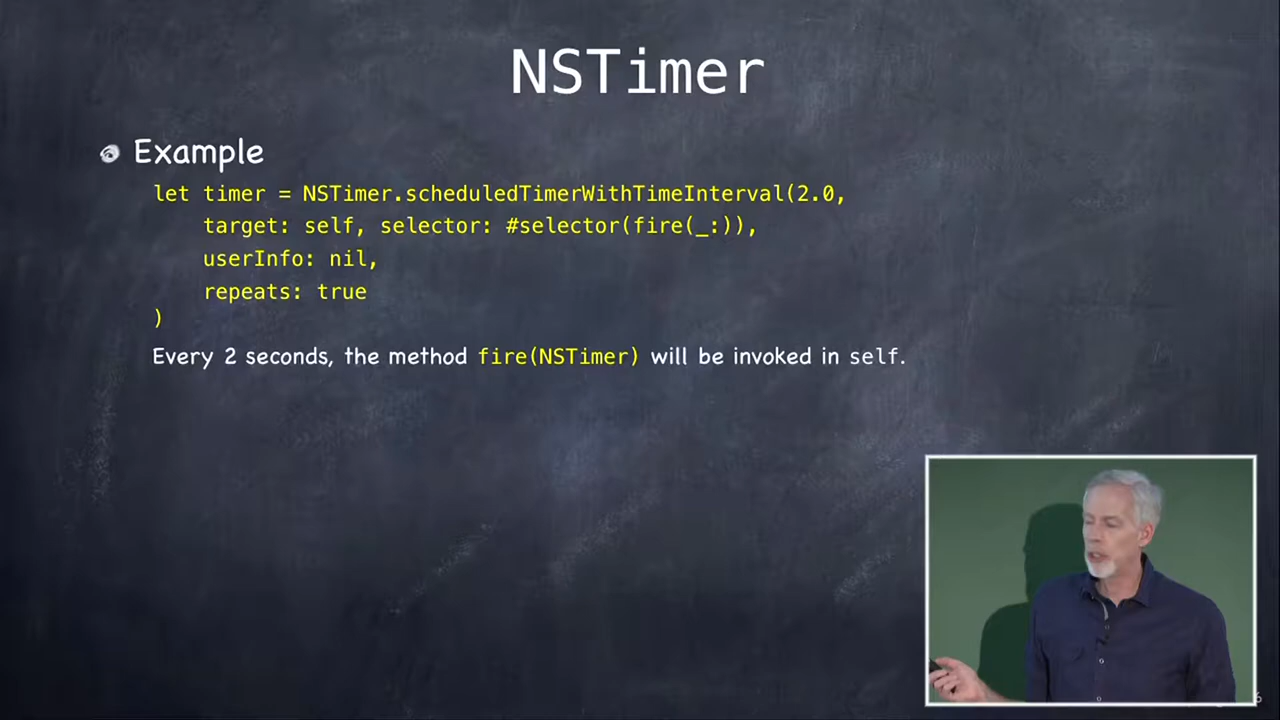 NSTimer
Example
let timer = NSTimer.scheduledTimerWithTimeInterval(2.0,
target: self, selector: #selector(fire(_:)),
userInfo: nil,
repeats: true
)
Every 2 seconds, the method fire(NSTimer) will be invoked in self.